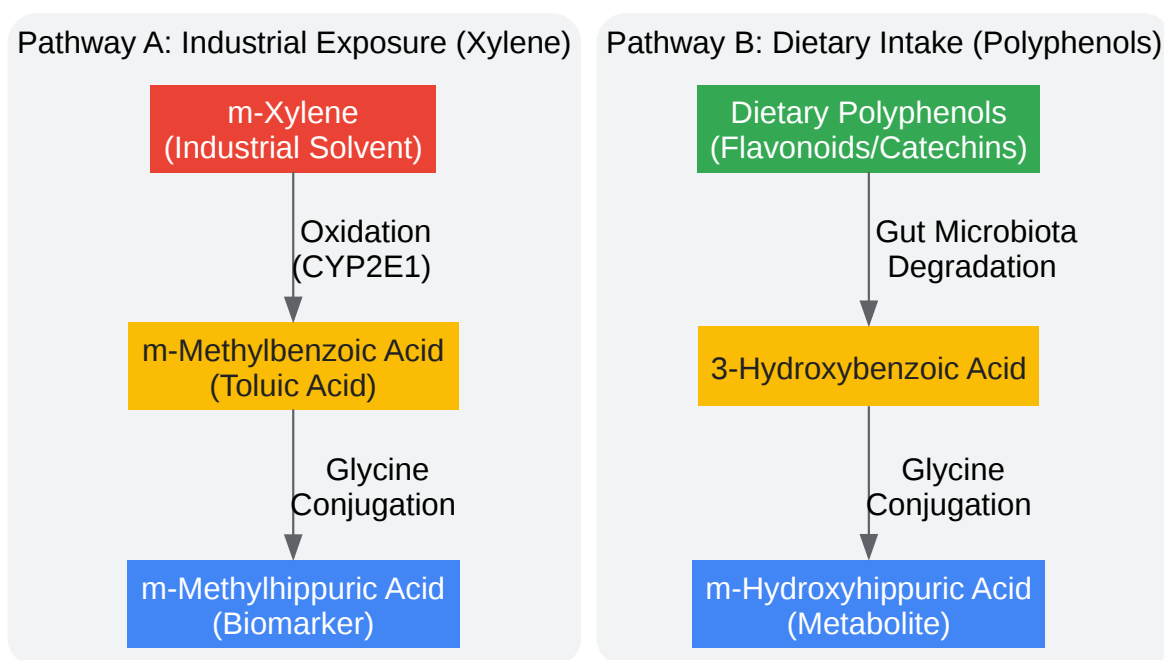 Pathway A: Industrial Exposure (Xylene)
m-Xylene
(Industrial Solvent)
Oxidation
(CYP2E1)
m-Methylbenzoic Acid
(Toluic Acid)
Glycine
Conjugation
m-Methylhippuric Acid
(Biomarker)
Pathway B: Dietary Intake (Polyphenols)
Dietary Polyphenols
(Flavonoids/Catechins)
Gut Microbiota
Degradation
3-Hydroxybenzoic Acid
Glycine
Conjugation
m-Hydroxyhippuric Acid
(Metabolite)